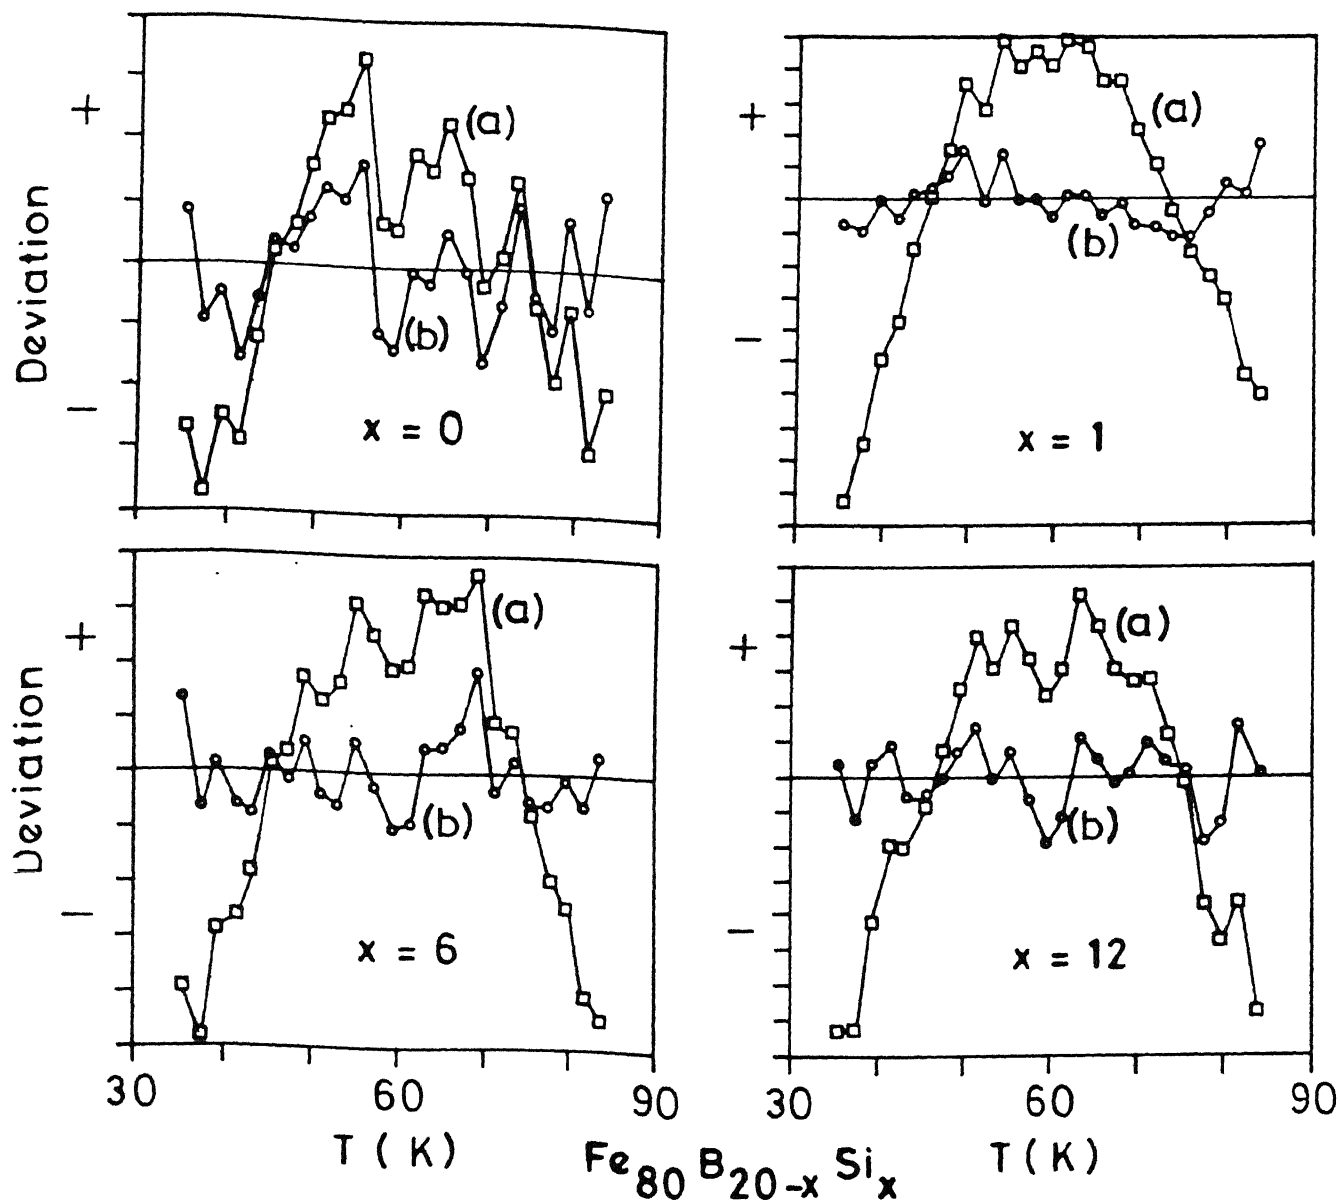 +
Deviation
−
(a)
(b)
x = 0
+
−
(a)
(b)
x = 1
+
Deviation
−
(a)
(b)
x = 6
+
−
(a)
(b)
x = 12
30 60 90
30 60 90
T ( K )
Fe80 B20-x Six
T ( K )